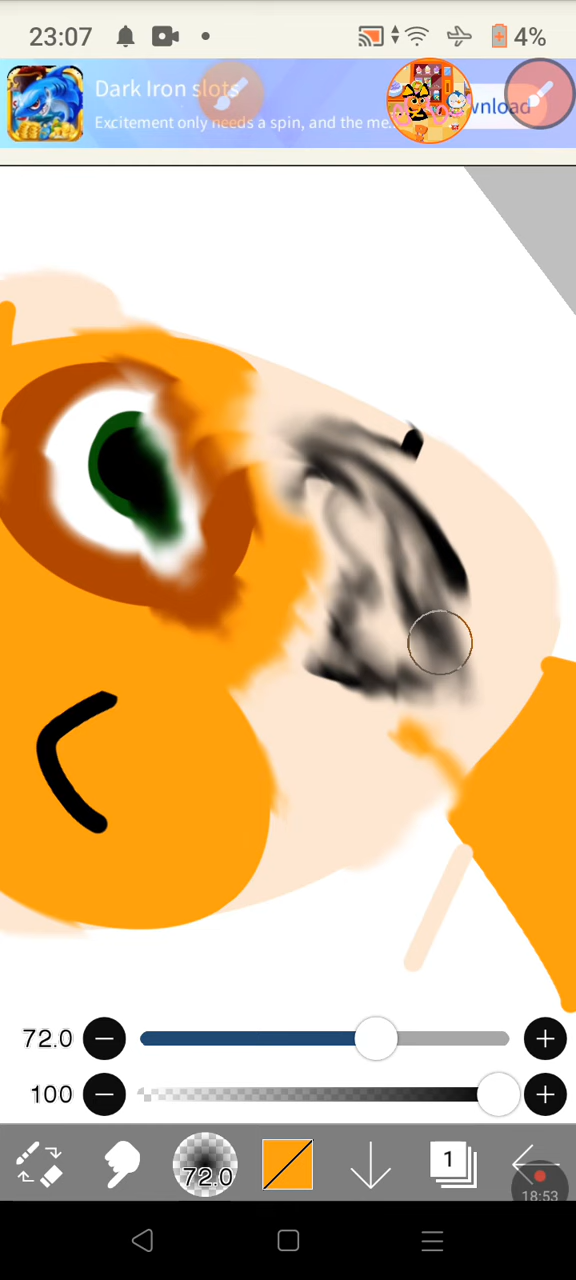 23:07
4%
Dark Iron slots
wnload
Excitement only needs a spin, and the me...
72.0
100
72.0
1
18:53